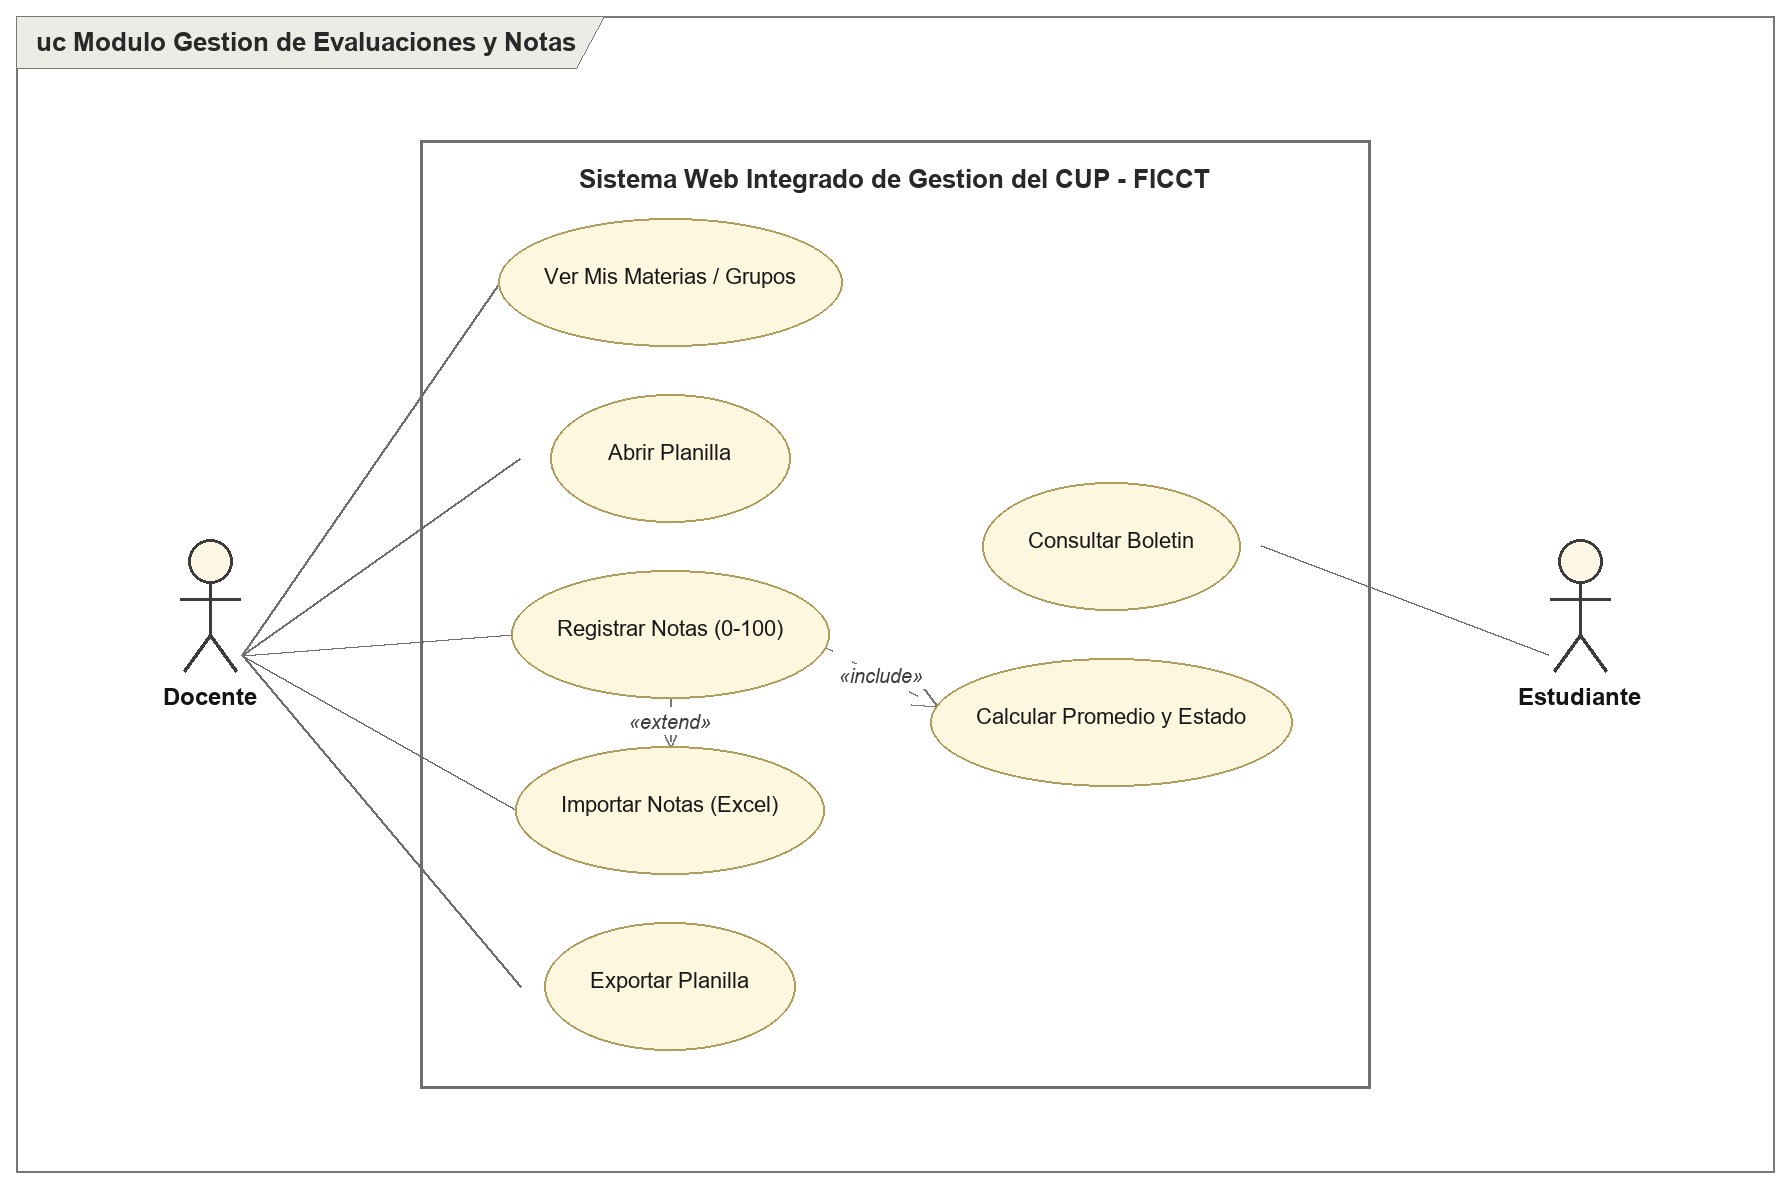 uc Modulo Gestion de Evaluaciones y Notas
Sistema Web Integrado de Gestion del CUP - FICCT
Ver Mis Materias / Grupos
Abrir Planilla
Consultar Boletin
Registrar Notas (0-100)
«include»
Docente
Estudiante
«extend»
Calcular Promedio y Estado
Importar Notas (Excel)
Exportar Planilla